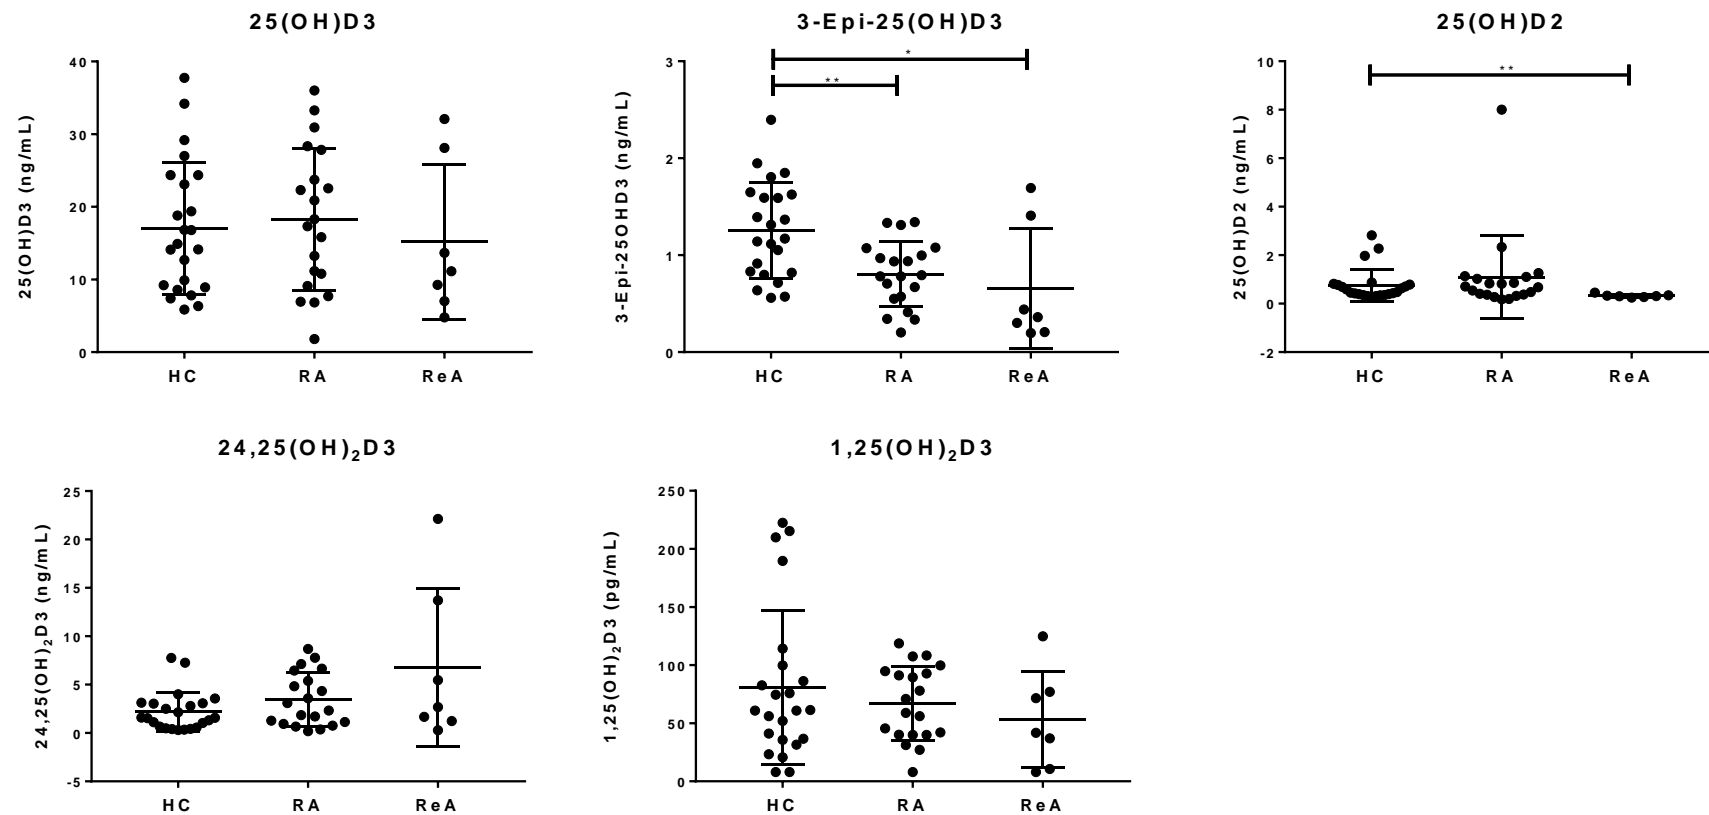 25(OH)D3
25(OH)D3 (ng/mL)
40
30
20
10
0
HC RA ReA
3-Epi-25(OH)D3
3-Epi-25OHD3 (ng/mL)
*
**
3
2
1
0
HC RA ReA
25(OH)D2
25(OH)D2 (ng/mL)
**
10
8
6
4
2
0
-2
HC RA ReA
24,25(OH)₂D3
24,25(OH)₂D3 (ng/mL)
25
20
15
10
5
0
-5
HC RA ReA
1,25(OH)₂D3
1,25(OH)₂D3 (pg/mL)
250
200
150
100
50
0
HC RA ReA